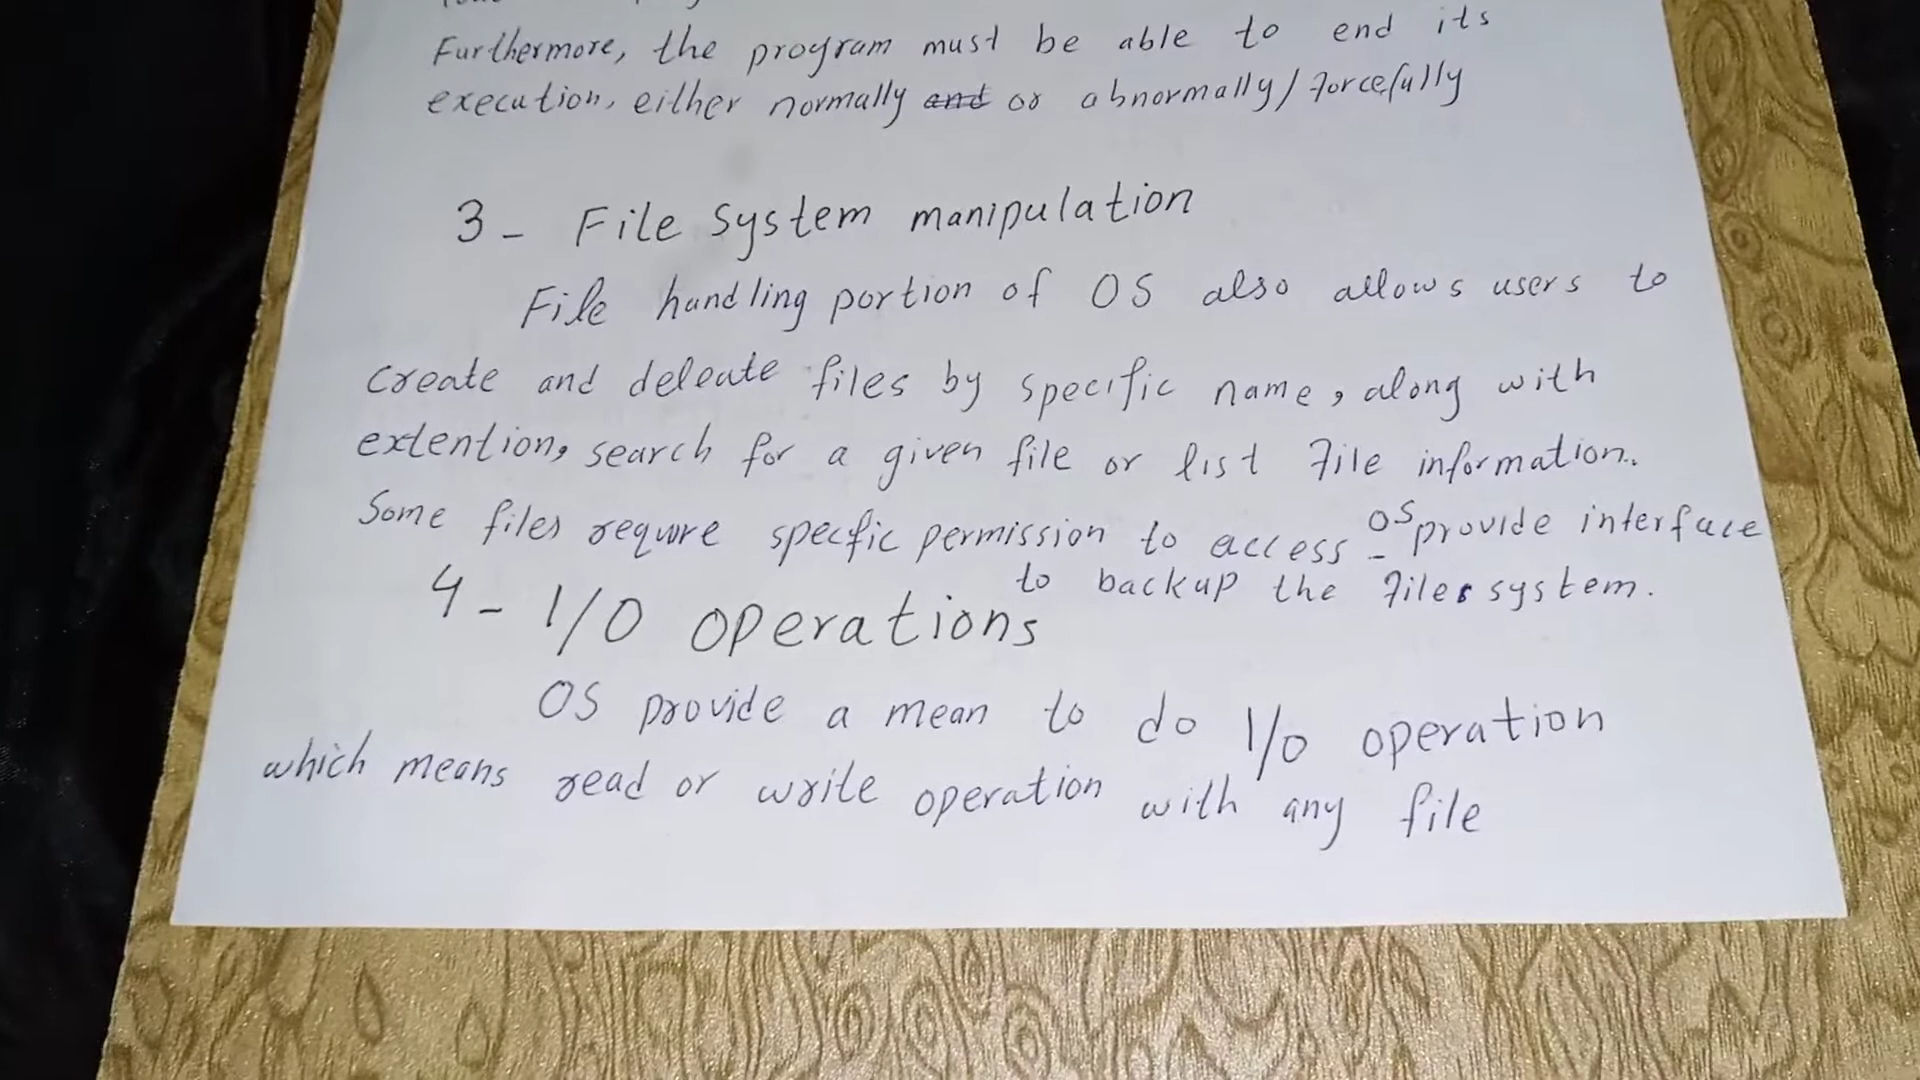 Furthermore, the program must be able to end its
execution, either normally and or abnormally/forcefully
3- File system manipulation
File handling portion of OS also allows users to
create and deleate files by specific name, along with
extention, search for a given file or list file information.
Some files requore specfic permission to access - OS provide interface
to backup the files system.
4- I/O operations
OS provide a mean to do I/O operation
which means read or write operation with any file